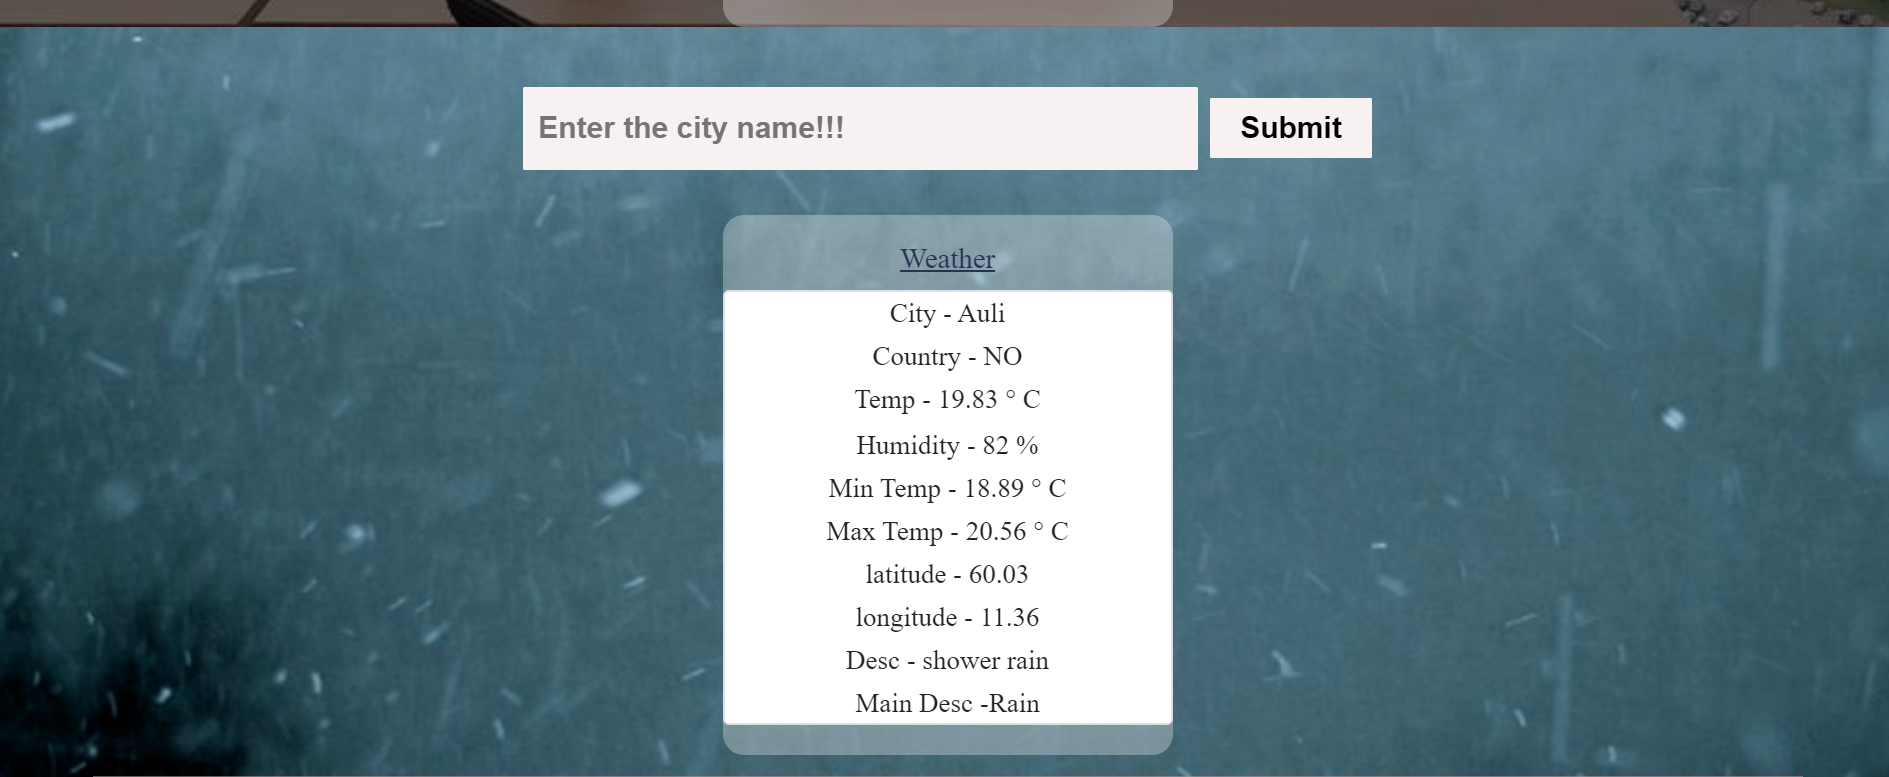 Enter the city name!!! Submit
Weather
City - Auli
Country - NO
Temp - 19.83 ° C
Humidity - 82 %
Min Temp - 18.89 ° C
Max Temp - 20.56 ° C
latitude - 60.03
longitude - 11.36
Desc - shower rain
Main Desc -Rain